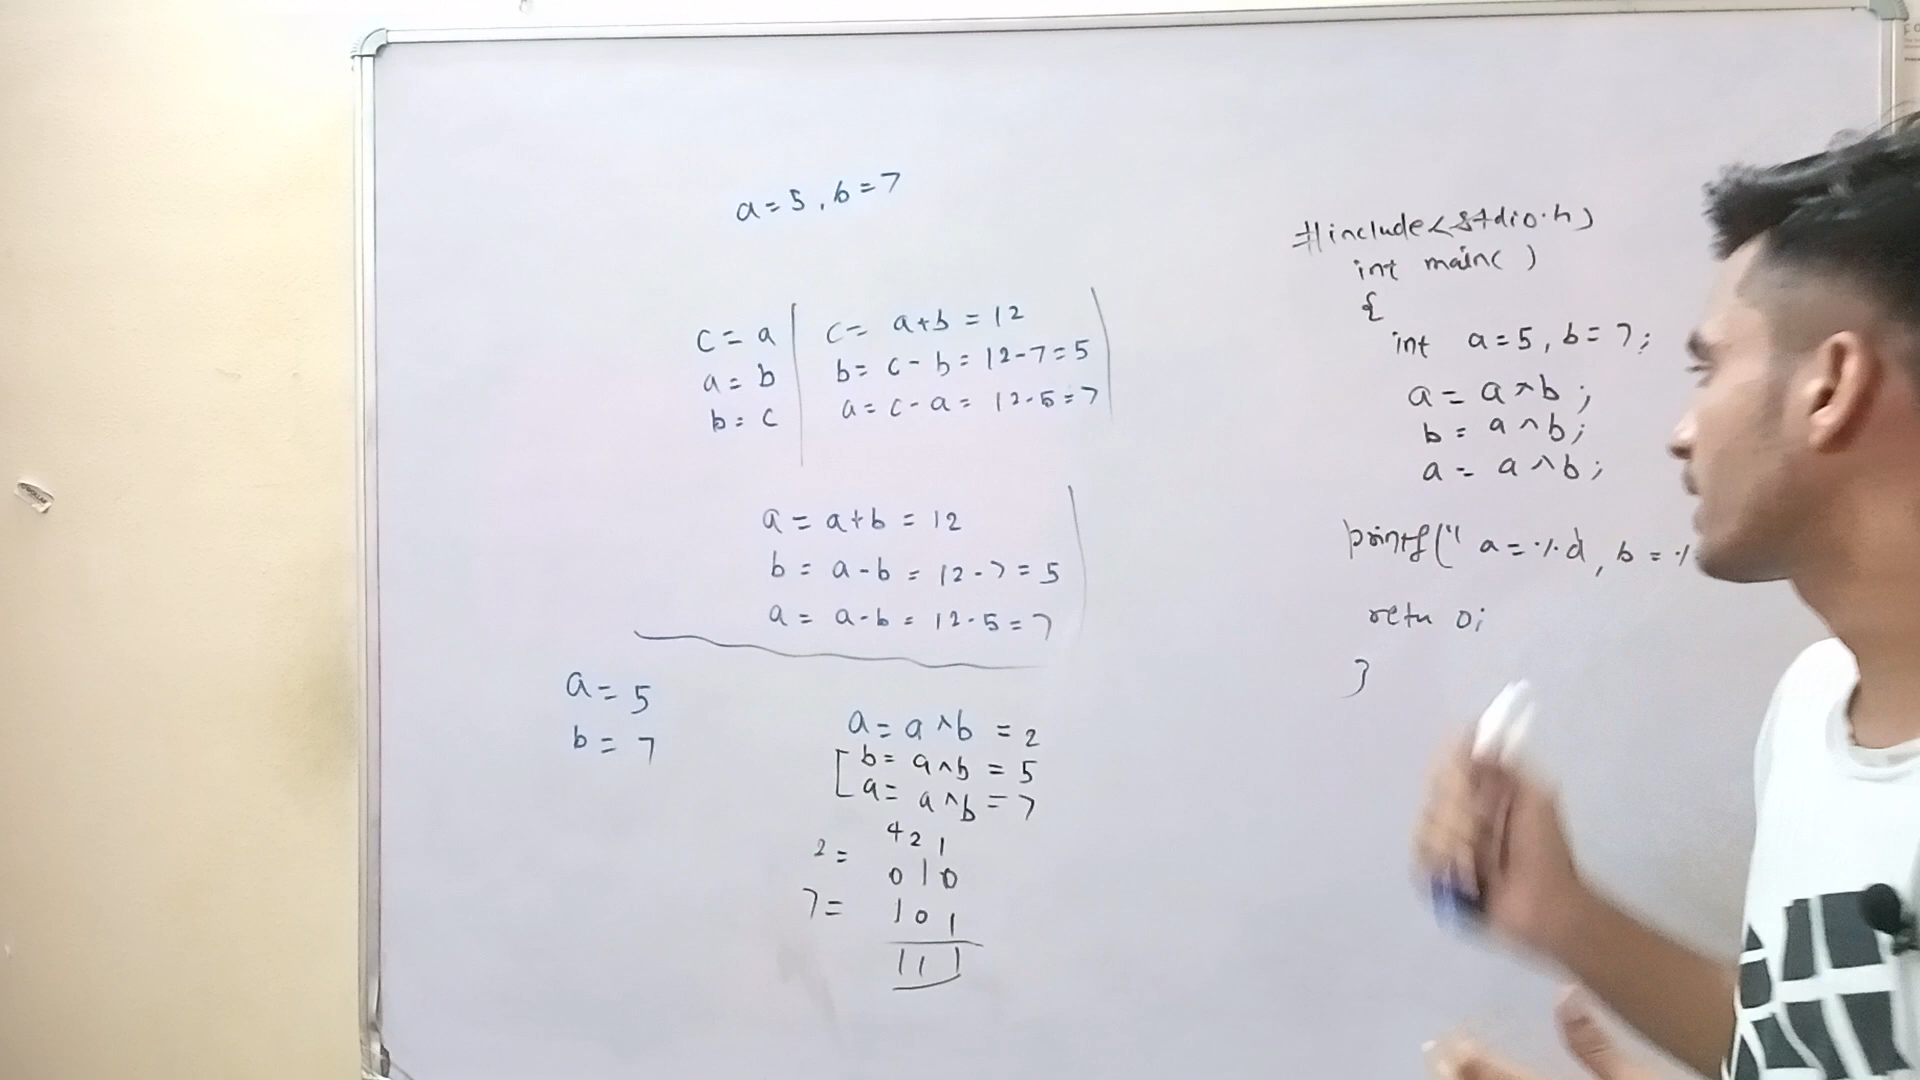 a = 5, b = 7
c = a
a = b
b = c
c = a+b = 12
b = c - b = 12-7=5
a = c - a = 12-5=7
a = a+b = 12
b = a-b = 12-7=5
a = a-b = 12-5=7
a = 5
b = 7
a = a^b = 2
b = a^b = 5
a = a^b = 7
4 2 1
2 = 0 1 0
7 = 1 0 1
1 1 1
#include<stdio.h>
int main( )
{
int a=5, b=7;
a = a^b;
b = a^b;
a = a^b;
printf(" a=%d, b=%
retu 0;
}